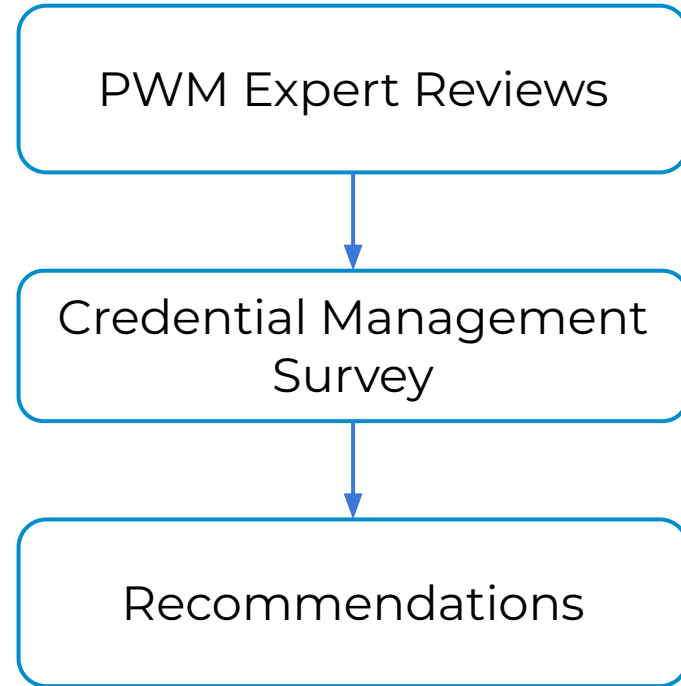 PWM Expert Reviews
Credential Management
Survey
Recommendations